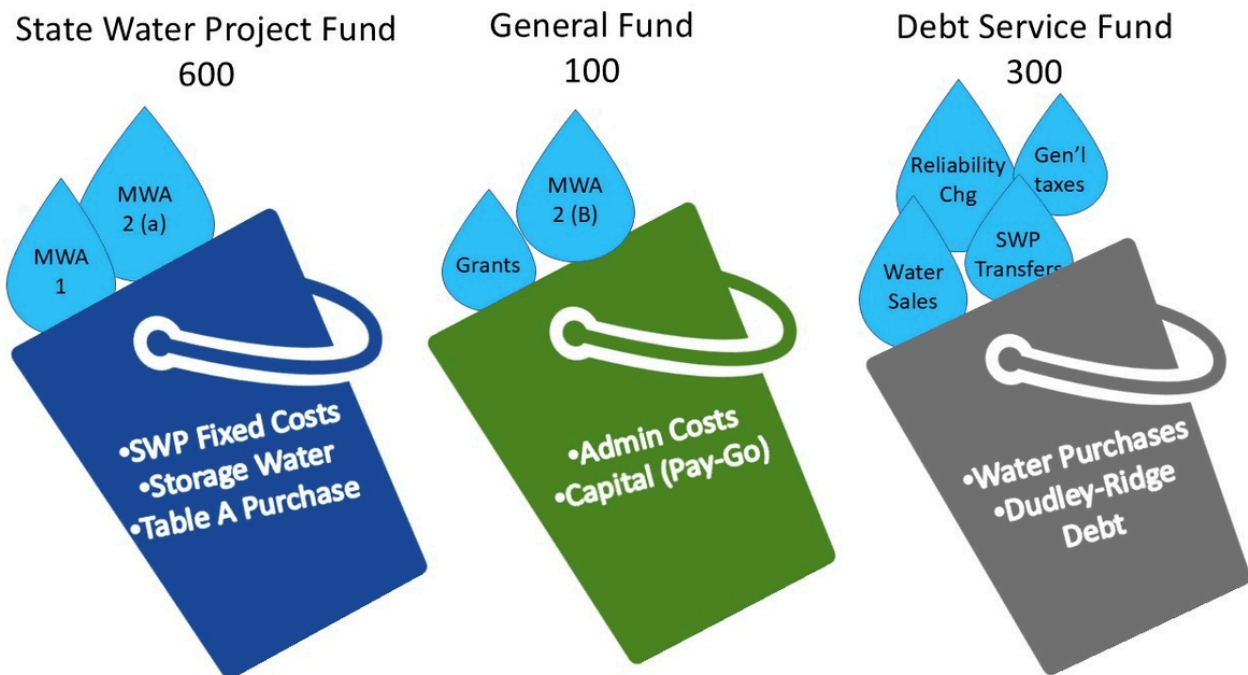 State Water Project Fund
600
MWA
2 (a)
MWA
1
•SWP Fixed Costs
•Storage Water
•Table A Purchase
General Fund
100
MWA
2 (B)
Grants
•Admin Costs
•Capital (Pay-Go)
Debt Service Fund
300
Reliability
Chg
Gen'l
taxes
Water
Sales
SWP
Transfers
•Water Purchases
•Dudley-Ridge
Debt